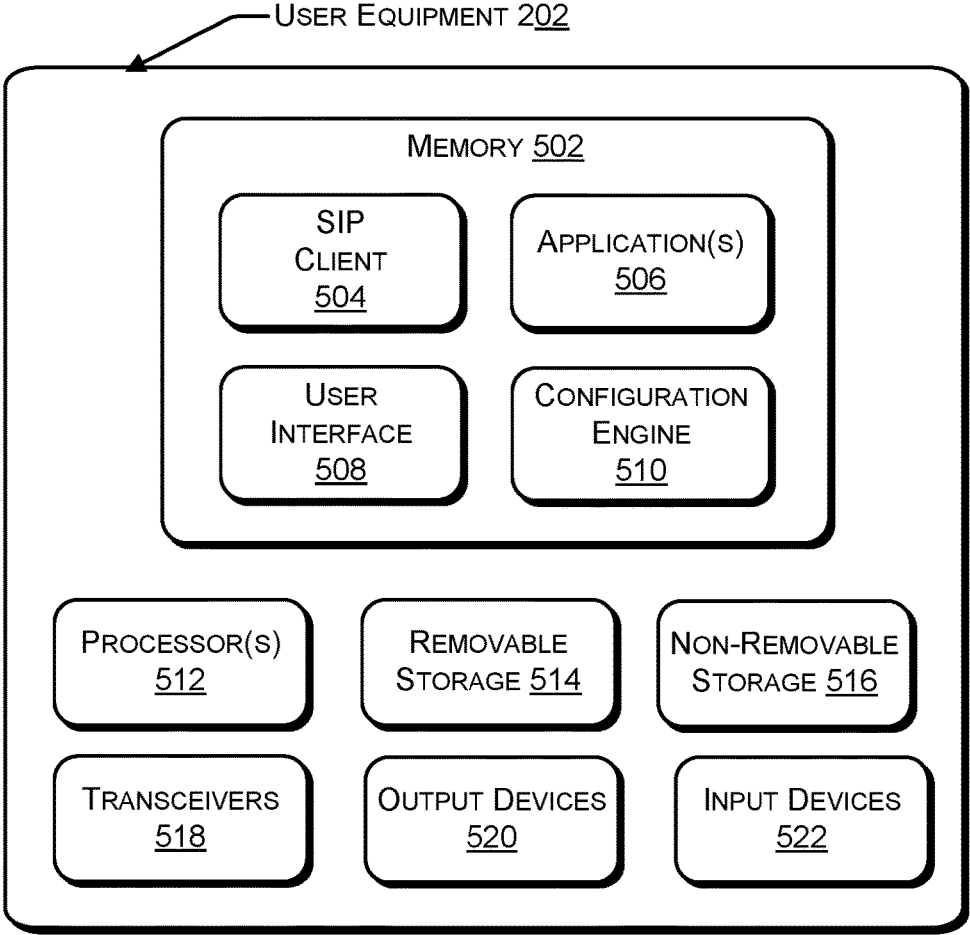 USER EQUIPMENT 202
MEMORY 502
SIP
CLIENT
504
APPLICATION(S)
506
USER
INTERFACE
508
CONFIGURATION
ENGINE
510
PROCESSOR(S)
512
REMOVABLE
STORAGE 514
NON-REMOVABLE
STORAGE 516
TRANSCEIVERS
518
OUTPUT DEVICES
520
INPUT DEVICES
522